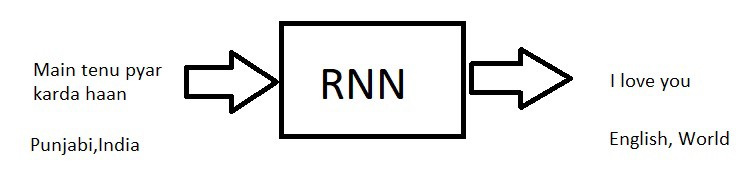 Main tenu pyar
karda haan
Punjabi,India
RNN
I love you
English, World